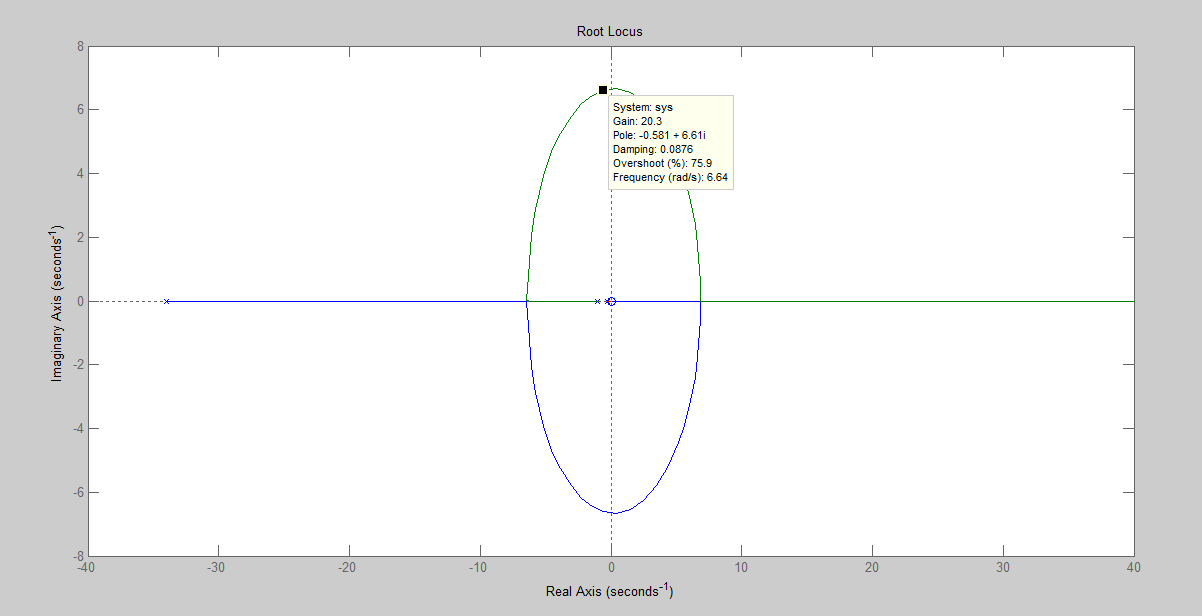 Root Locus
8
6
4
2
0
-2
-4
-6
-8
Imaginary Axis (seconds⁻¹)
System: sys
Gain: 20.3
Pole: -0.581 + 6.61i
Damping: 0.0876
Overshoot (%): 75.9
Frequency (rad/s): 6.64
-40 -30 -20 -10 0 10 20 30 40
Real Axis (seconds⁻¹)